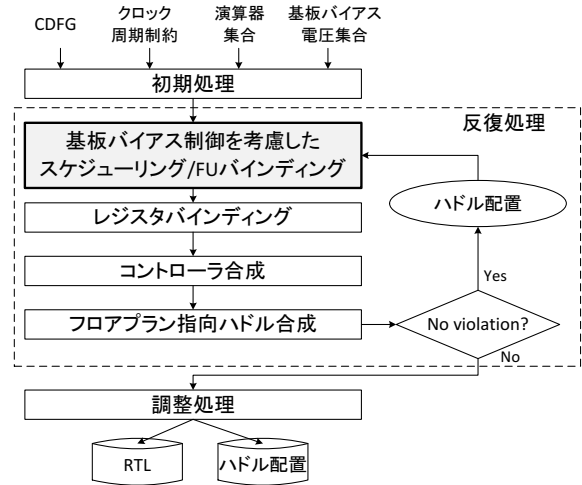 CDFG
クロック
周期制約
演算器
集合
基板バイアス
電圧集合
初期処理
反復処理
基板バイアス制御を考慮した
スケジューリング/FUバインディング
ハドル配置
レジスタバインディング
コントローラ合成
Yes
フロアプラン指向ハドル合成
No violation?
No
調整処理
RTL
ハドル配置